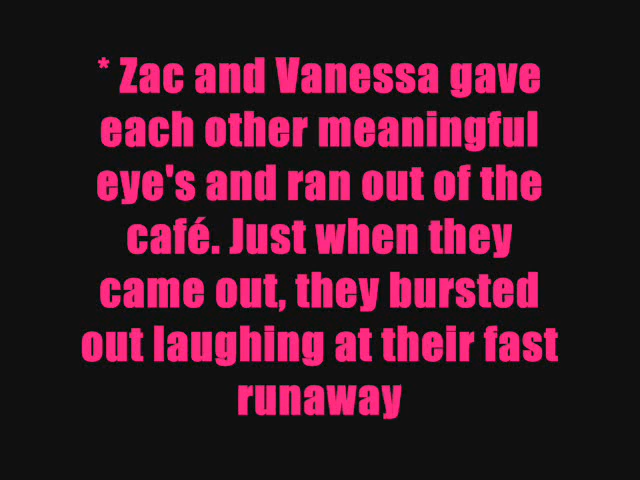 * Zac and Vanessa gave
each other meaningful
eye's and ran out of the
café. Just when they
came out, they bursted
out laughing at their fast
runaway